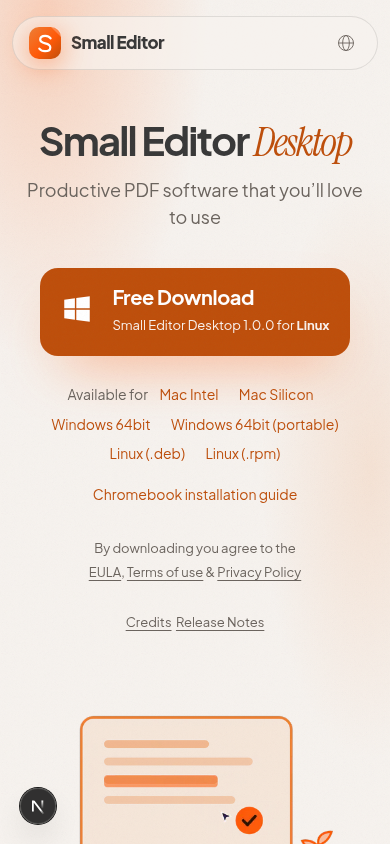 S Small Editor
Small Editor Desktop
Productive PDF software that you'll love
to use
Free Download
Small Editor Desktop 1.0.0 for Linux
Available for Mac Intel Mac Silicon
Windows 64bit Windows 64bit (portable)
Linux (.deb) Linux (.rpm)
Chromebook installation guide
By downloading you agree to the
EULA, Terms of use & Privacy Policy
Credits Release Notes
N